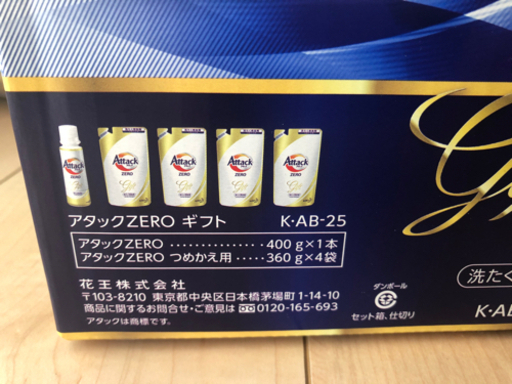 Attack ZERO
Attack ZERO
Attack ZERO
Attack ZERO
アタックZERO ギフト K・AB-25
アタックZERO ・・・・・・・・・・・・・・ 400 g×1本
アタックZERO つめかえ用 ・・・・・ 360 g×4袋
花王株式会社
〒103-8210 東京都中央区日本橋茅場町1-14-10
商品に関するお問合せ・ご意見は 0120-165-693
アタックは商標です。
ダンボール
セット箱、仕切り
洗たく
K・AB